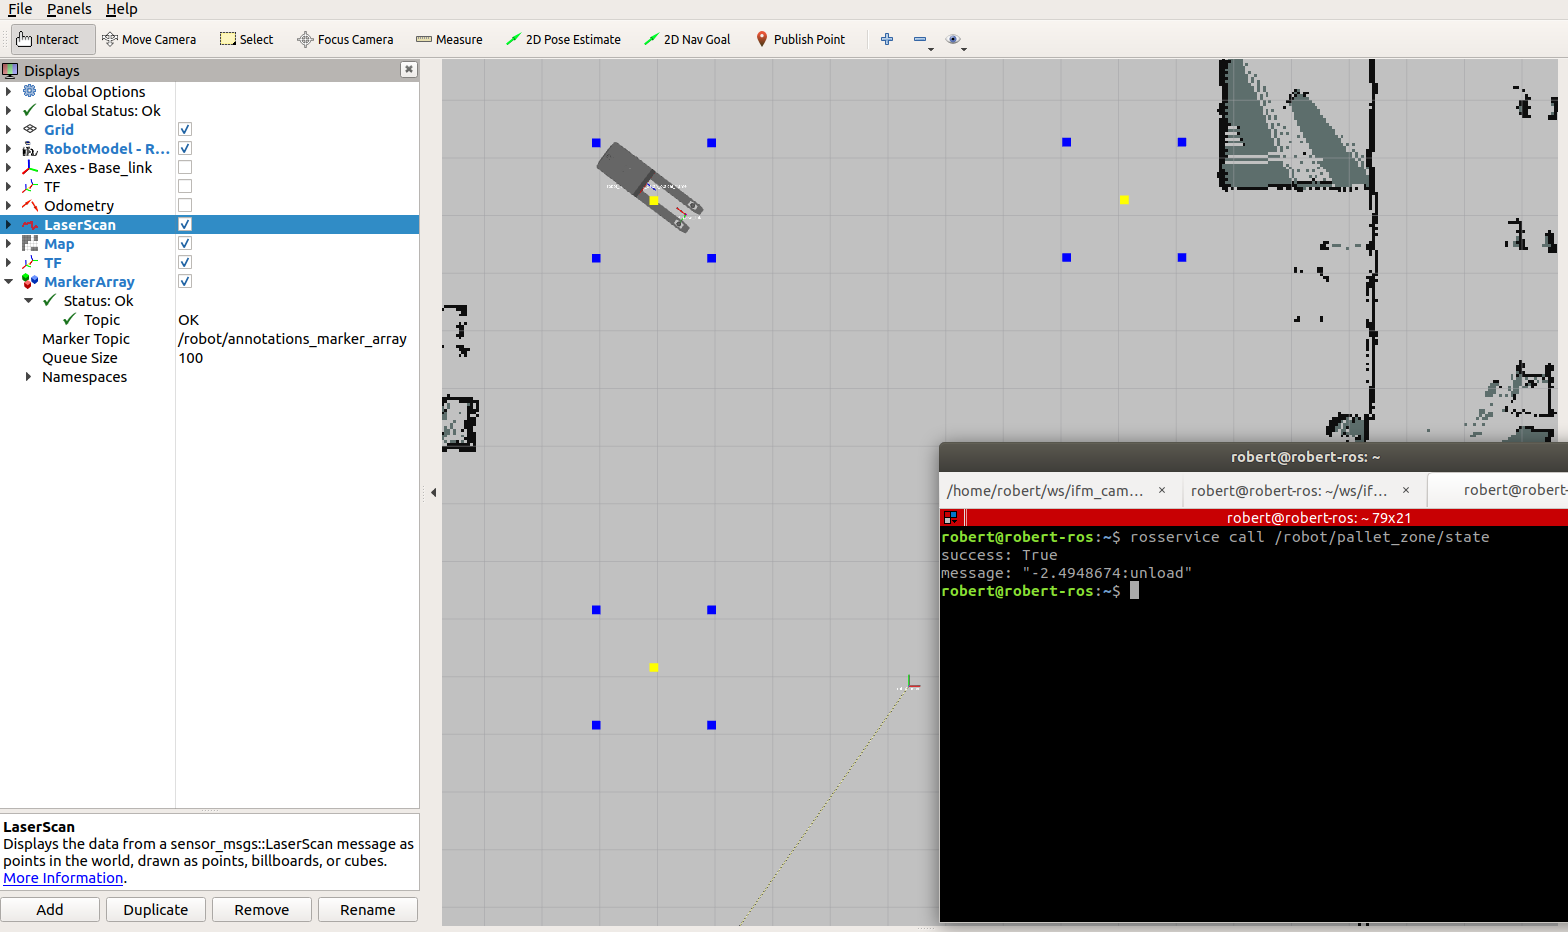 File Panels Help
Interact Move Camera Select Focus Camera Measure 2D Pose Estimate 2D Nav Goal Publish Point
Displays
Global Options
Global Status: Ok
Grid
RobotModel - R...
Axes - Base_link
TF
Odometry
LaserScan
Map
TF
MarkerArray
Status: Ok
Topic OK
Marker Topic /robot/annotations_marker_array
Queue Size 100
Namespaces
LaserScan
Displays the data from a sensor_msgs::LaserScan message as
points in the world, drawn as points, billboards, or cubes.
More Information.
Add Duplicate Remove Rename
robert@robert-ros: ~
/home/robert/ws/ifm_cam... × robert@robert-ros: ~/ws/if... × robert@robert-
robert@robert-ros: ~ 79x21
robert@robert-ros:~$ rosservice call /robot/pallet_zone/state
success: True
message: "-2.4948674:unload"
robert@robert-ros:~$